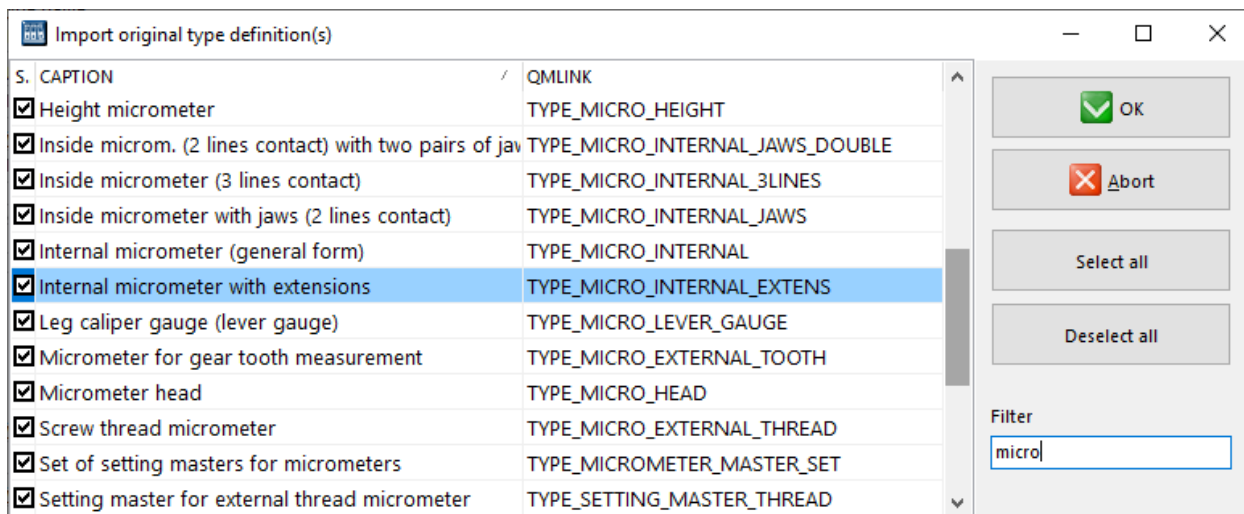 Import original type definition(s)
S. CAPTION / QMLINK
Height micrometer TYPE_MICRO_HEIGHT
Inside microm. (2 lines contact) with two pairs of jaw TYPE_MICRO_INTERNAL_JAWS_DOUBLE
Inside micrometer (3 lines contact) TYPE_MICRO_INTERNAL_3LINES
Inside micrometer with jaws (2 lines contact) TYPE_MICRO_INTERNAL_JAWS
Internal micrometer (general form) TYPE_MICRO_INTERNAL
Internal micrometer with extensions TYPE_MICRO_INTERNAL_EXTENS
Leg caliper gauge (lever gauge) TYPE_MICRO_LEVER_GAUGE
Micrometer for gear tooth measurement TYPE_MICRO_EXTERNAL_TOOTH
Micrometer head TYPE_MICRO_HEAD
Screw thread micrometer TYPE_MICRO_EXTERNAL_THREAD
Set of setting masters for micrometers TYPE_MICROMETER_MASTER_SET
Setting master for external thread micrometer TYPE_SETTING_MASTER_THREAD
OK
Abort
Select all
Deselect all
Filter
micro